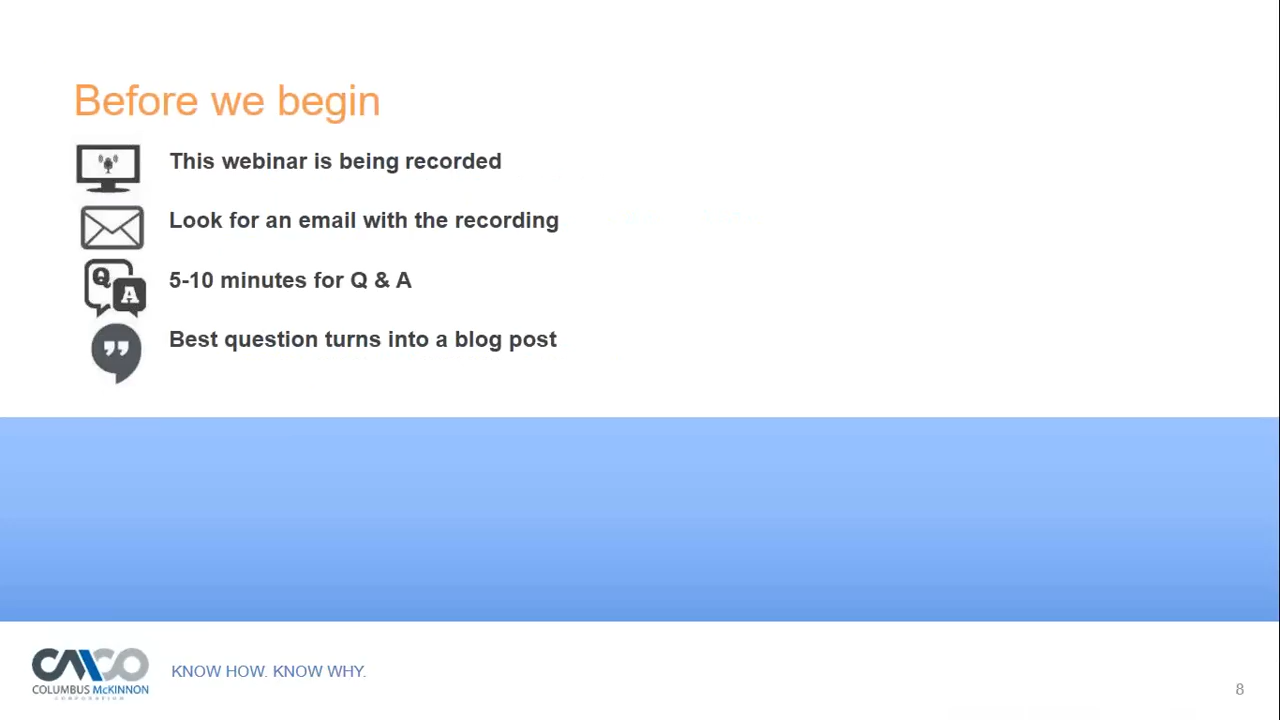 Before we begin
This webinar is being recorded
Look for an email with the recording
Q
A
5-10 minutes for Q & A
Best question turns into a blog post
CMCO
COLUMBUS McKINNON
CORPORATION
KNOW HOW. KNOW WHY.
8